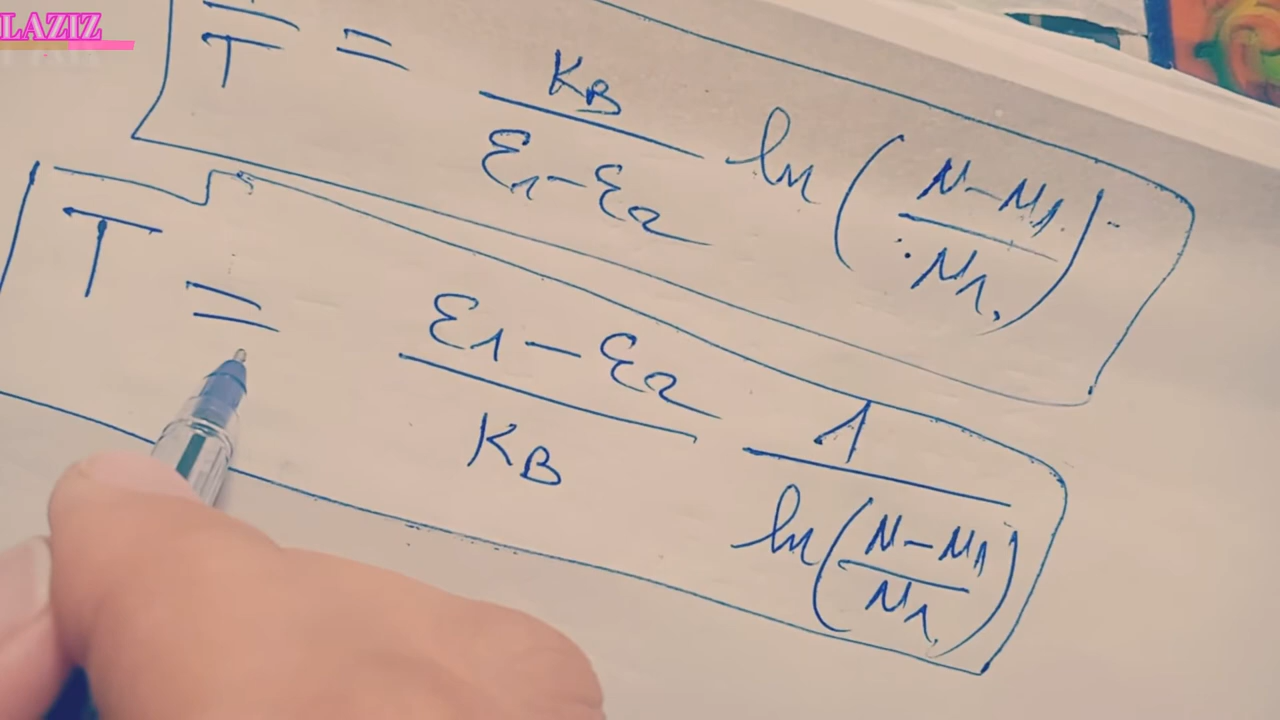 LAZIZ
1/T = K_B/(ε₁-ε₂) ln((N-N₁)/N₁)
T = (ε₁-ε₂)/K_B 1/ln((N-N₁)/N₁)